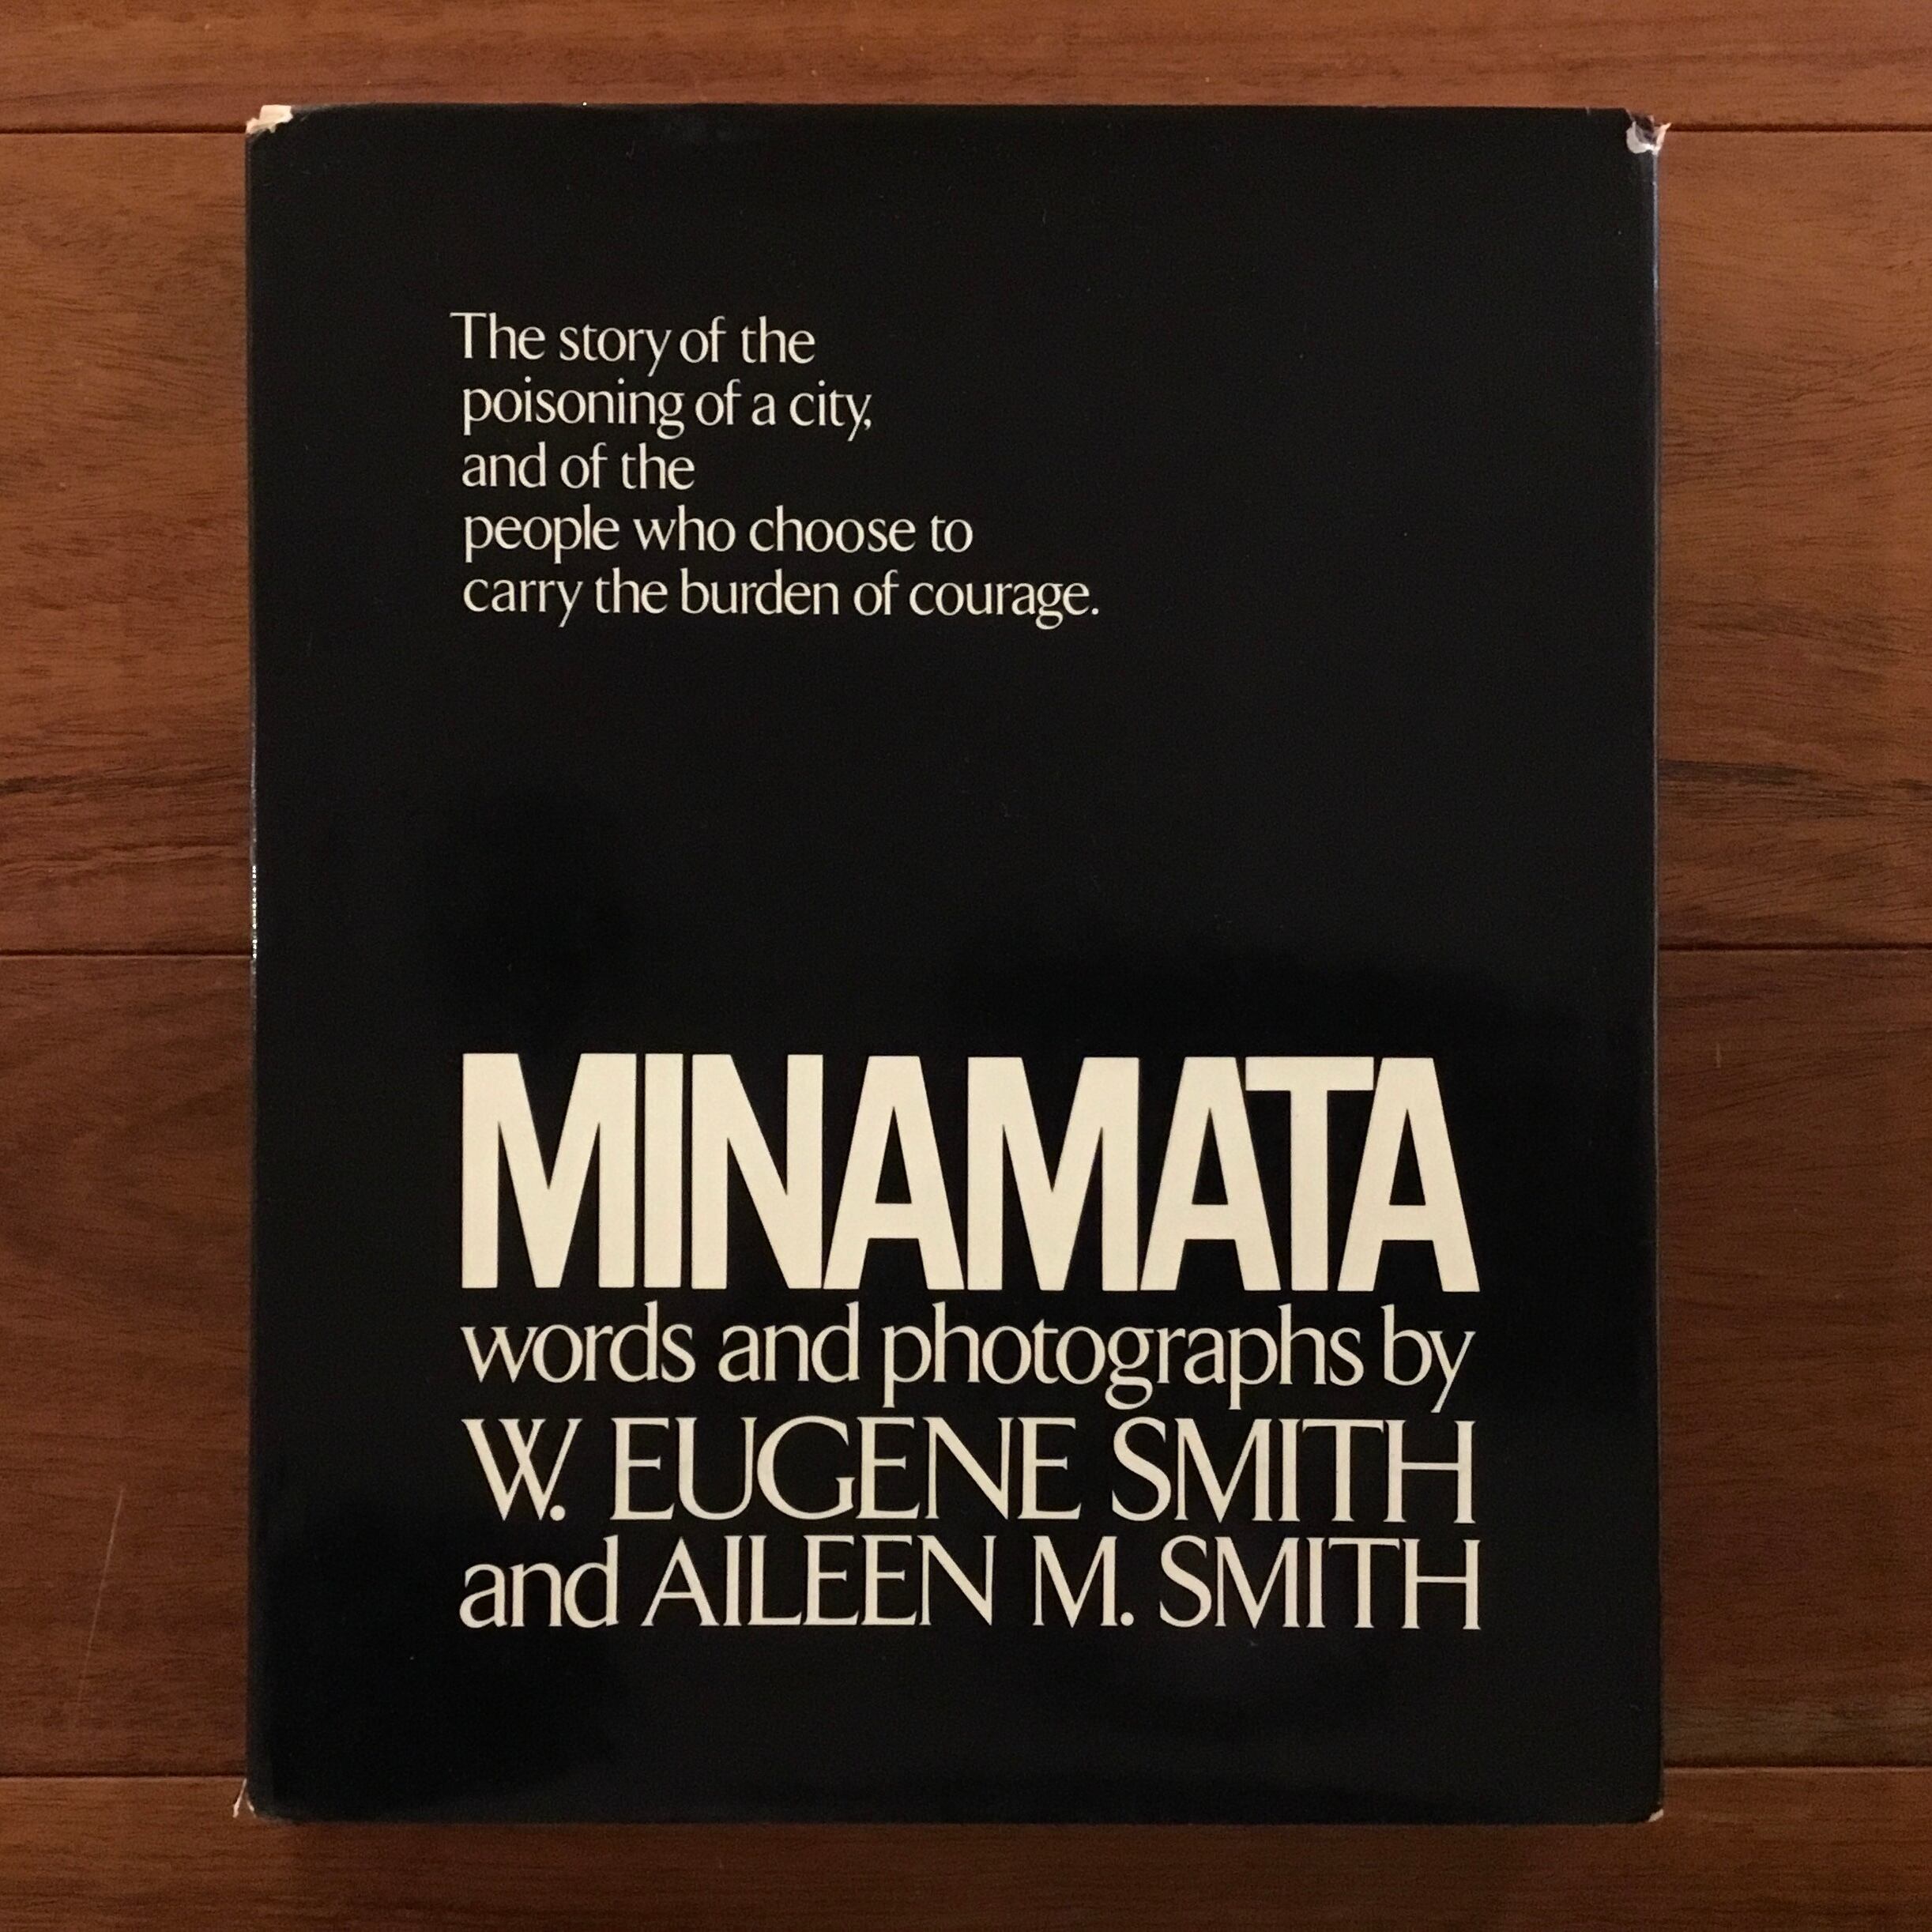 The story of the
poisoning of a city,
and of the
people who choose to
carry the burden of courage.
MINAMATA
words and photographs by
W. EUGENE SMITH
and AILEEN M. SMITH